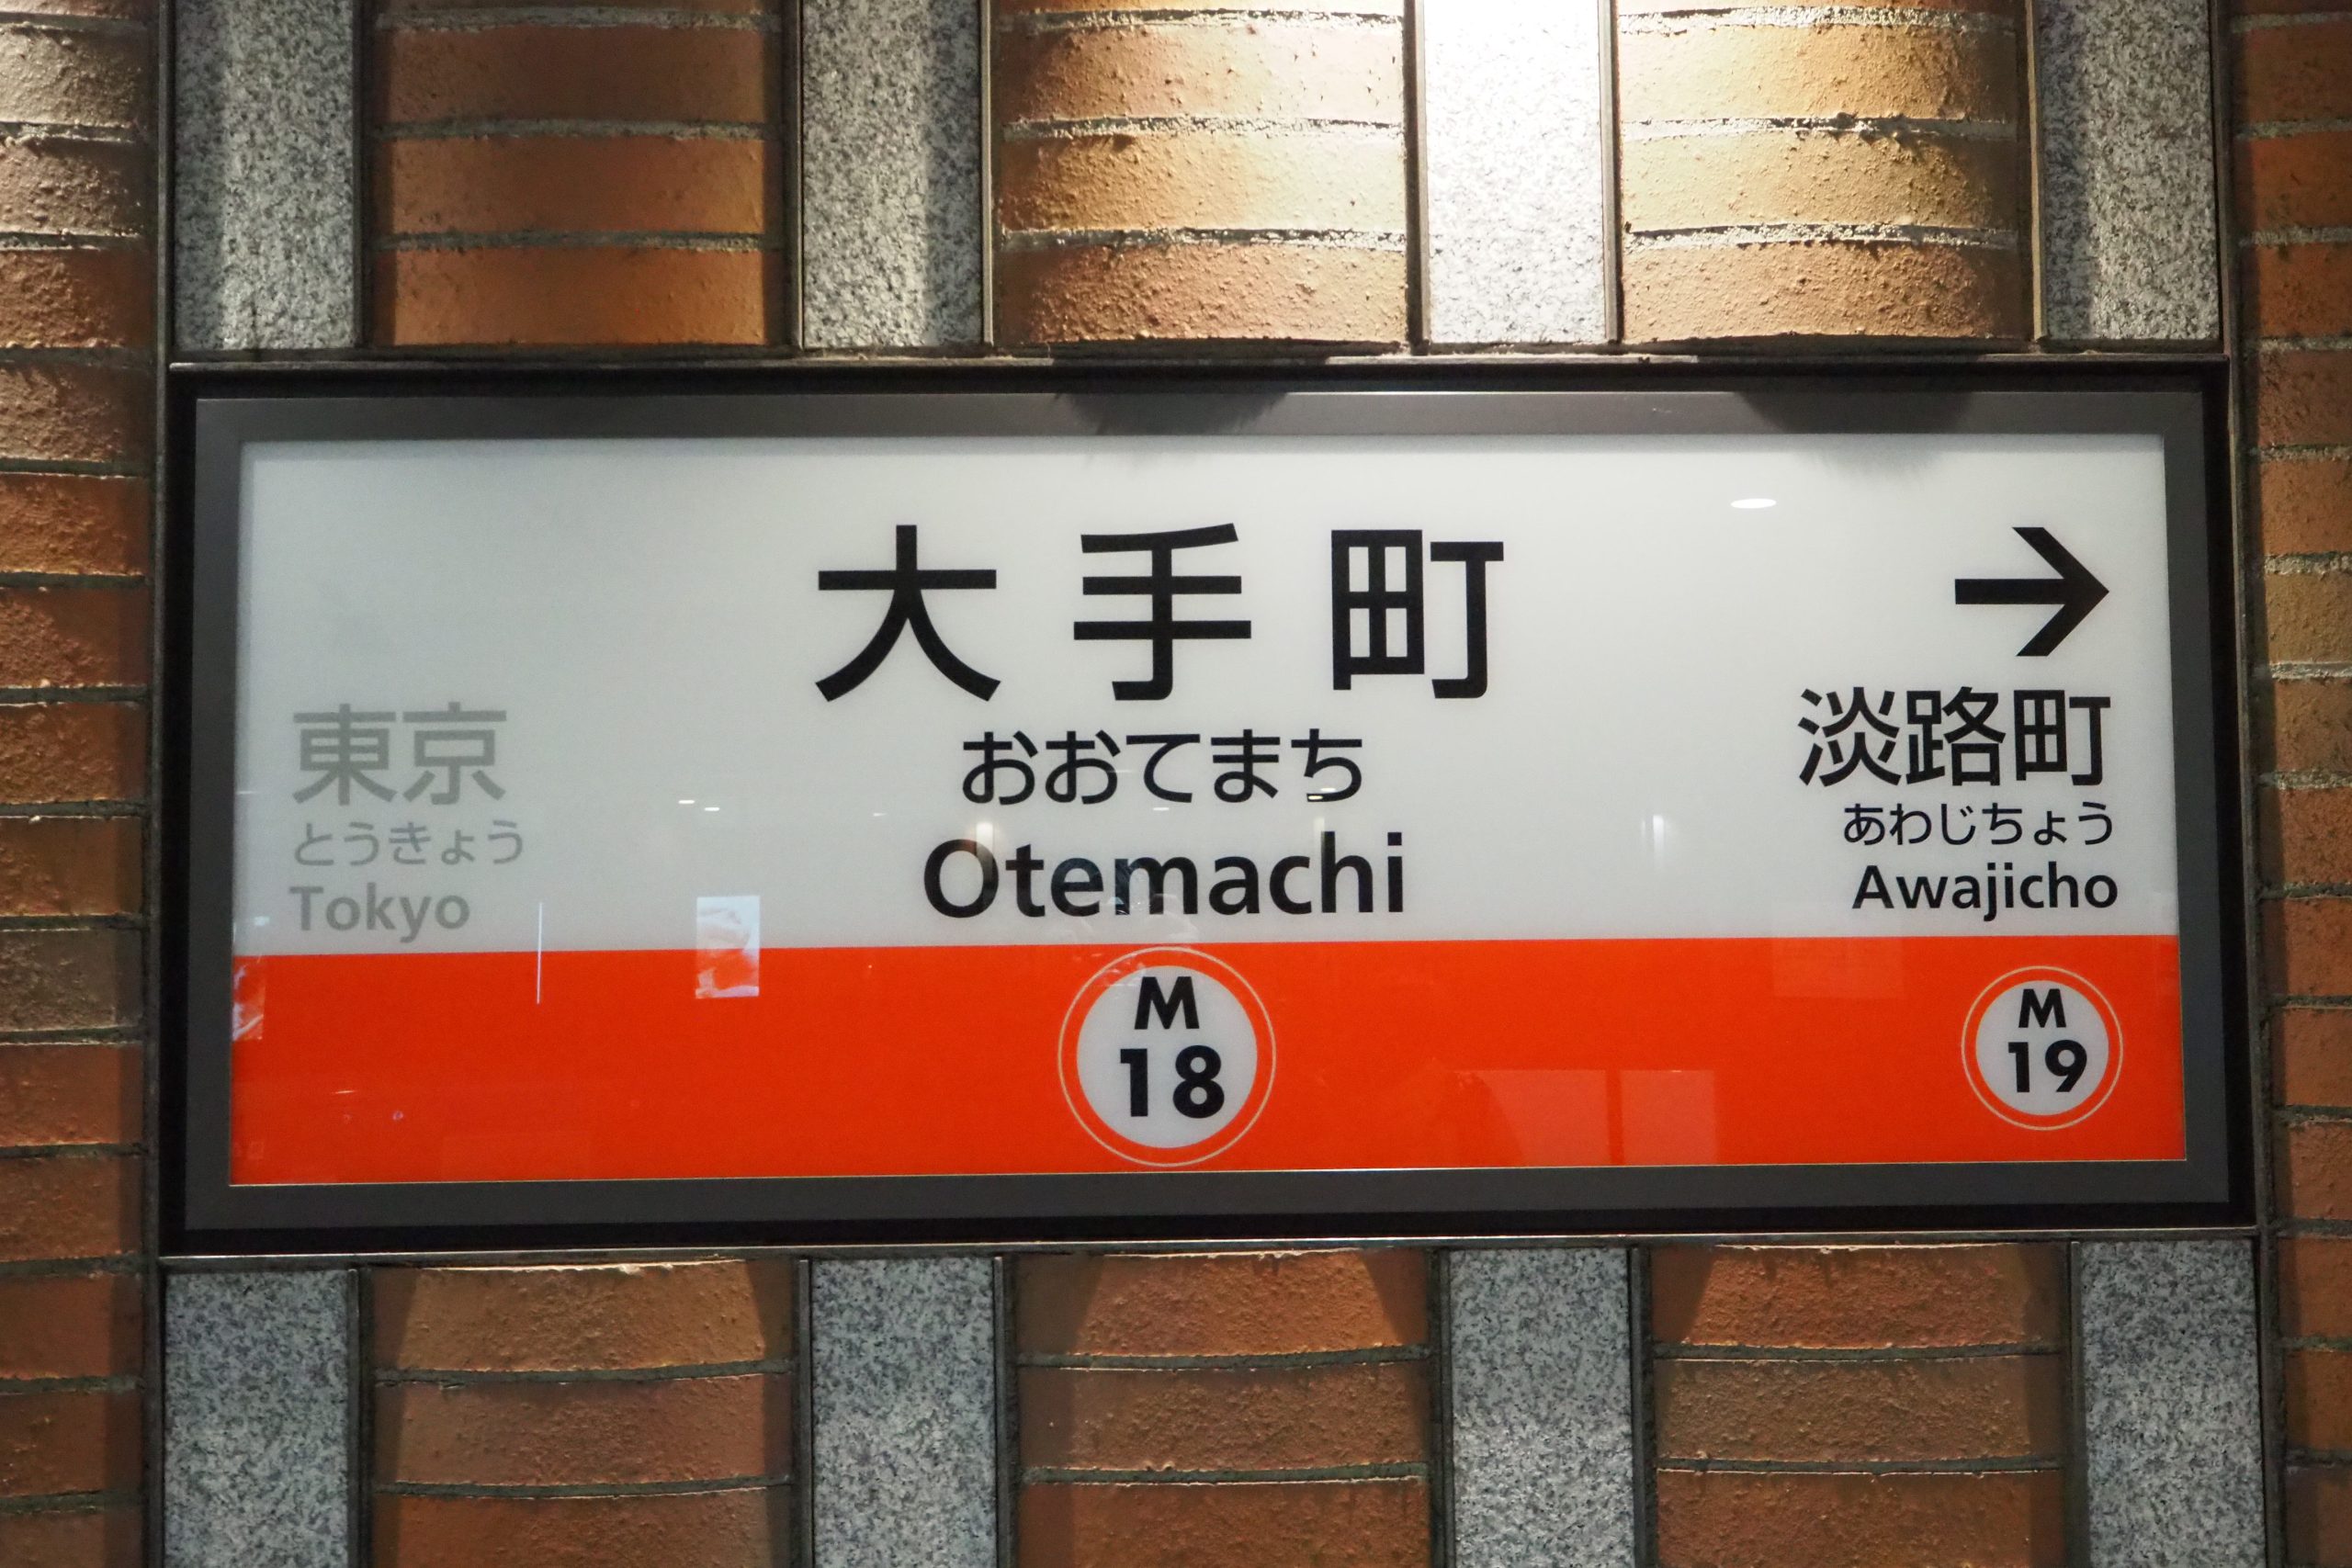 大手町
おおてまち
Otemachi
M
18
東京
とうきょう
Tokyo
→
淡路町
あわじちょう
Awajicho
M
19